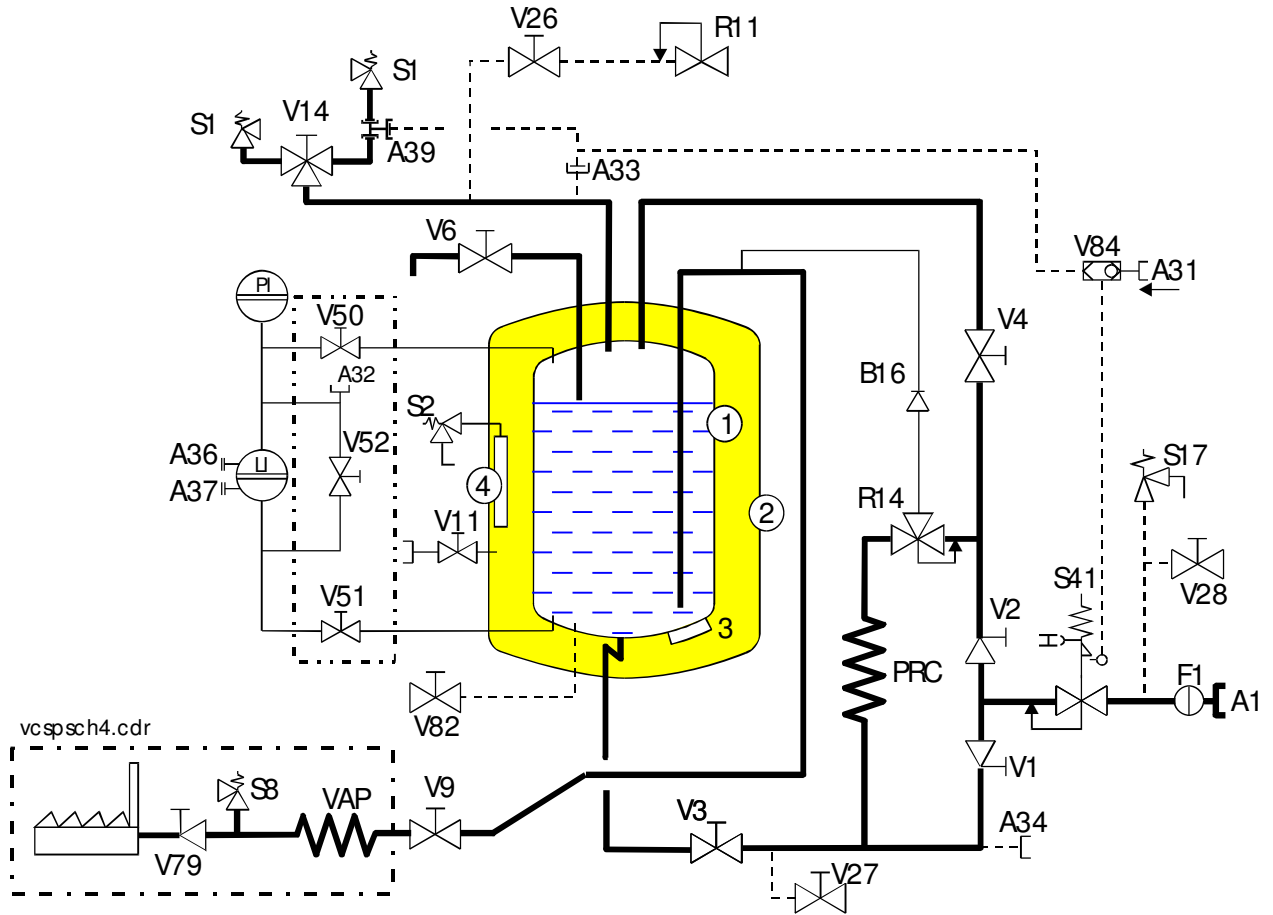 V26
R11
S1
V14
S1
A39
A33
V6
V84
A31
PI
V50
V4
A32
B16
S2
1
V52
A36
LI
A37
4
S17
R14
2
V11
S41
V28
V51
V2
3
PRC
F1
A1
V82
vcspsch4.cdr
V1
S8
VAP
V9
V3
A34
V79
V27